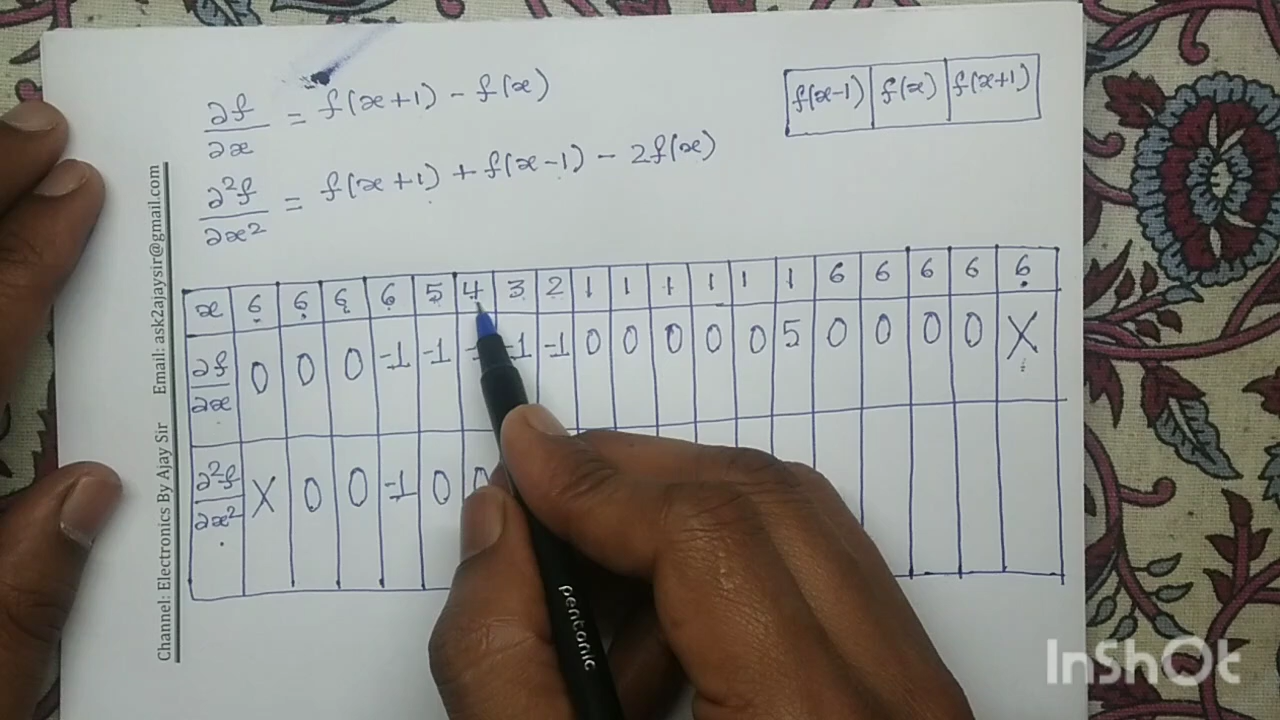 ∂f/∂x = f(x+1) - f(x)
f(x-1) f(x) f(x+1)
∂²f/∂x² = f(x+1) + f(x-1) - 2f(x)
x 6 6 6 6 5 4 3 2 1 1 1 1 1 1 6 6 6 6 6
∂f/∂x 0 0 0 -1 -1 -1 -1 0 0 0 0 0 5 0 0 0 0 X
∂²f/∂x² X 0 0 -1 0 0
Channel: Electronics By Ajay Sir Email: ask2ajaysir@gmail.com
pentonic
InShOt